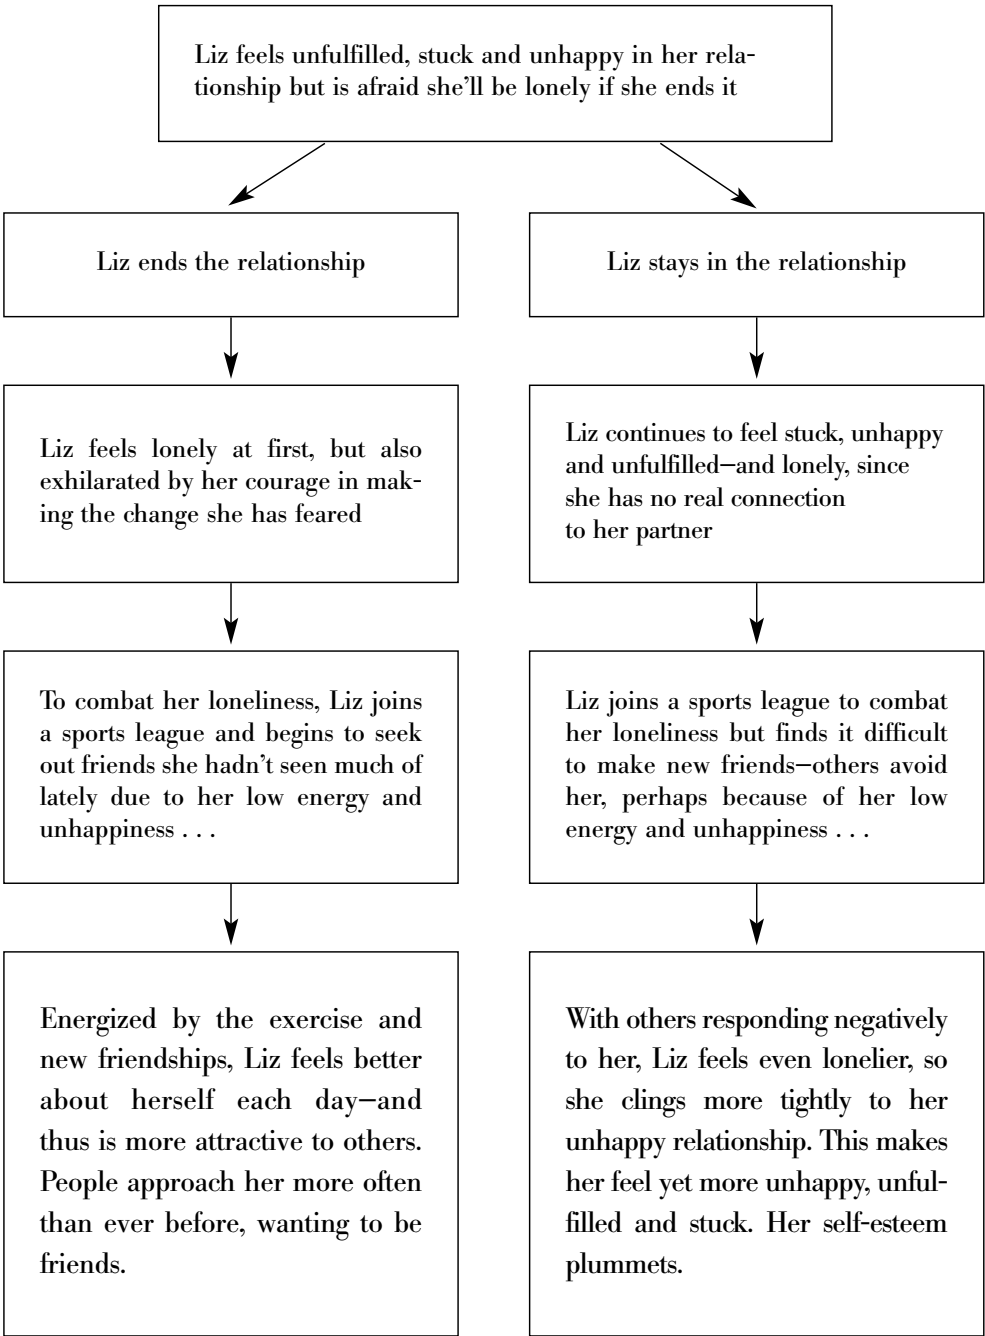 Liz feels unfulfilled, stuck and unhappy in her rela-
tionship but is afraid she'll be lonely if she ends it
Liz ends the relationship
Liz stays in the relationship
Liz feels lonely at first, but also
exhilarated by her courage in mak-
ing the change she has feared
Liz continues to feel stuck, unhappy
and unfulfilled—and lonely, since
she has no real connection
to her partner
To combat her loneliness, Liz joins
a sports league and begins to seek
out friends she hadn't seen much of
lately due to her low energy and
unhappiness . . .
Liz joins a sports league to combat
her loneliness but finds it difficult
to make new friends—others avoid
her, perhaps because of her low
energy and unhappiness . . .
Energized by the exercise and
new friendships, Liz feels better
about herself each day—and
thus is more attractive to others.
People approach her more often
than ever before, wanting to be
friends.
With others responding negatively
to her, Liz feels even lonelier, so
she clings more tightly to her
unhappy relationship. This makes
her feel yet more unhappy, unful-
filled and stuck. Her self-esteem
plummets.